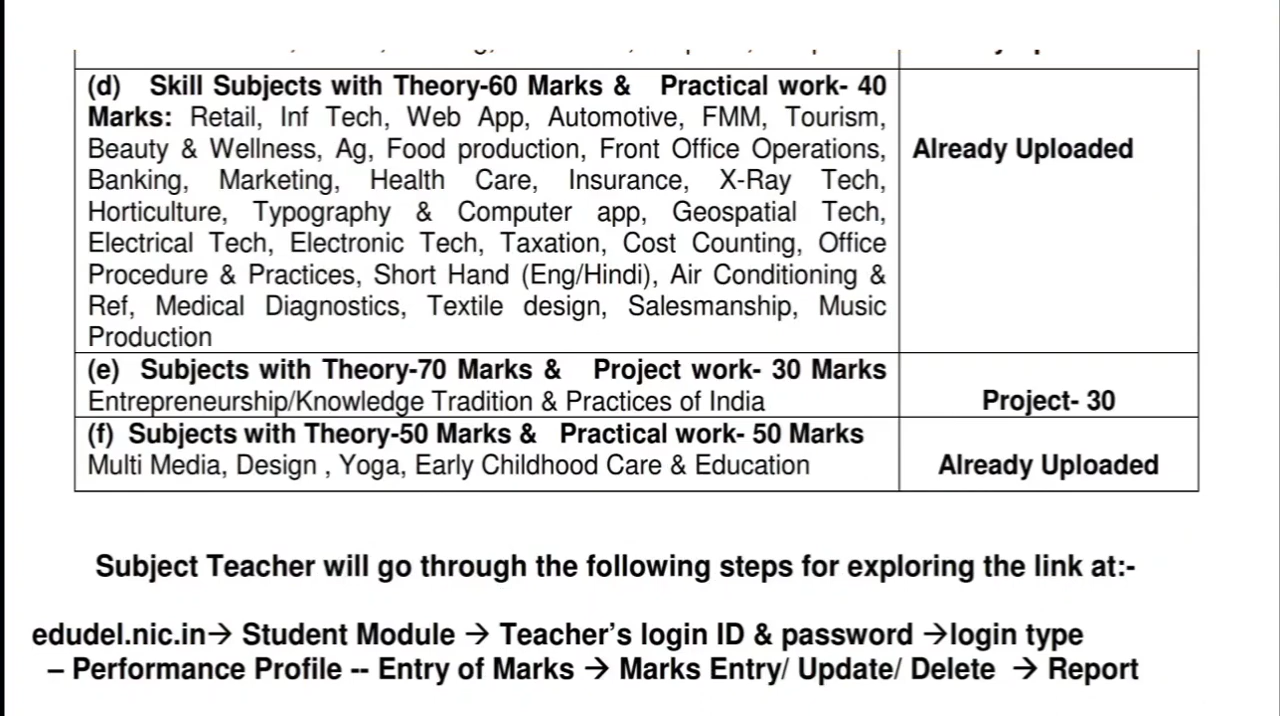 (d) Skill Subjects with Theory-60 Marks & Practical work- 40
Marks: Retail, Inf Tech, Web App, Automotive, FMM, Tourism,
Beauty & Wellness, Ag, Food production, Front Office Operations,
Banking, Marketing, Health Care, Insurance, X-Ray Tech,
Horticulture, Typography & Computer app, Geospatial Tech,
Electrical Tech, Electronic Tech, Taxation, Cost Counting, Office
Procedure & Practices, Short Hand (Eng/Hindi), Air Conditioning &
Ref, Medical Diagnostics, Textile design, Salesmanship, Music
Production
Already Uploaded
(e) Subjects with Theory-70 Marks & Project work- 30 Marks
Entrepreneurship/Knowledge Tradition & Practices of India
Project- 30
(f) Subjects with Theory-50 Marks & Practical work- 50 Marks
Multi Media, Design , Yoga, Early Childhood Care & Education
Already Uploaded
Subject Teacher will go through the following steps for exploring the link at:-
edudel.nic.in→ Student Module → Teacher's login ID & password →login type
– Performance Profile -- Entry of Marks → Marks Entry/ Update/ Delete → Report